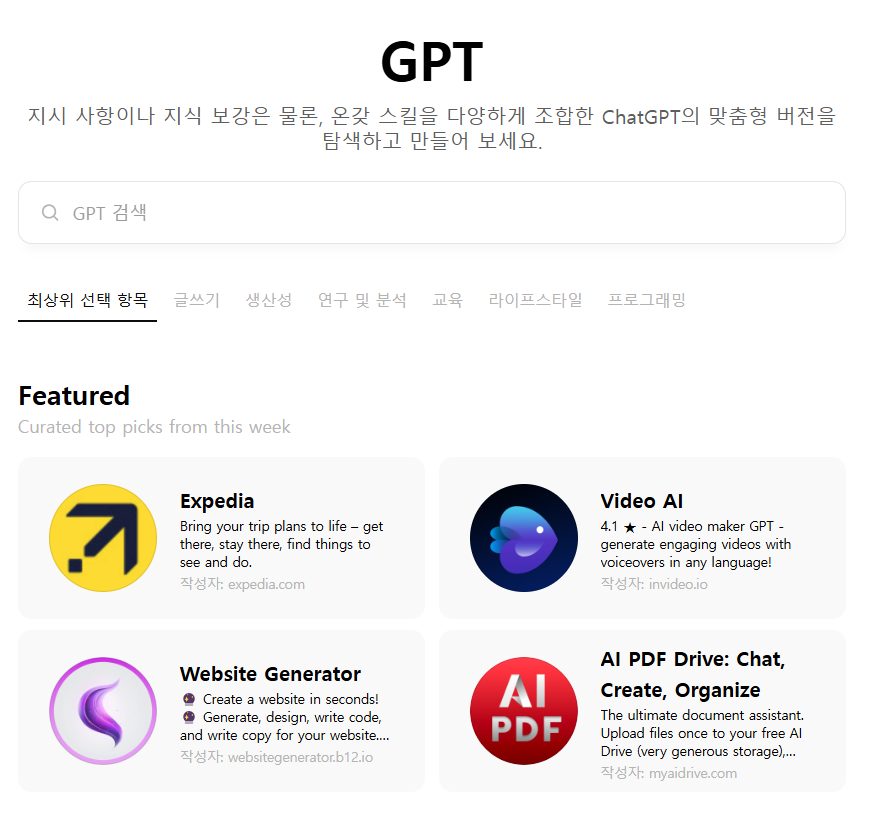 GPT
지시 사항이나 지식 보강은 물론, 온갖 스킬을 다양하게 조합한 ChatGPT의 맞춤형 버전을
탐색하고 만들어 보세요.
GPT 검색
최상위 선택 항목 글쓰기 생산성 연구 및 분석 교육 라이프스타일 프로그래밍
Featured
Curated top picks from this week
Expedia
Bring your trip plans to life – get
there, stay there, find things to
see and do.
작성자: expedia.com
Video AI
4.1 ★ - AI video maker GPT -
generate engaging videos with
voiceovers in any language!
작성자: invideo.io
Website Generator
🔮 Create a website in seconds!
🔮 Generate, design, write code,
and write copy for your website....
작성자: websitegenerator.b12.io
AI
PDF
AI PDF Drive: Chat,
Create, Organize
The ultimate document assistant.
Upload files once to your free AI
Drive (very generous storage),...
작성자: myaidrive.com